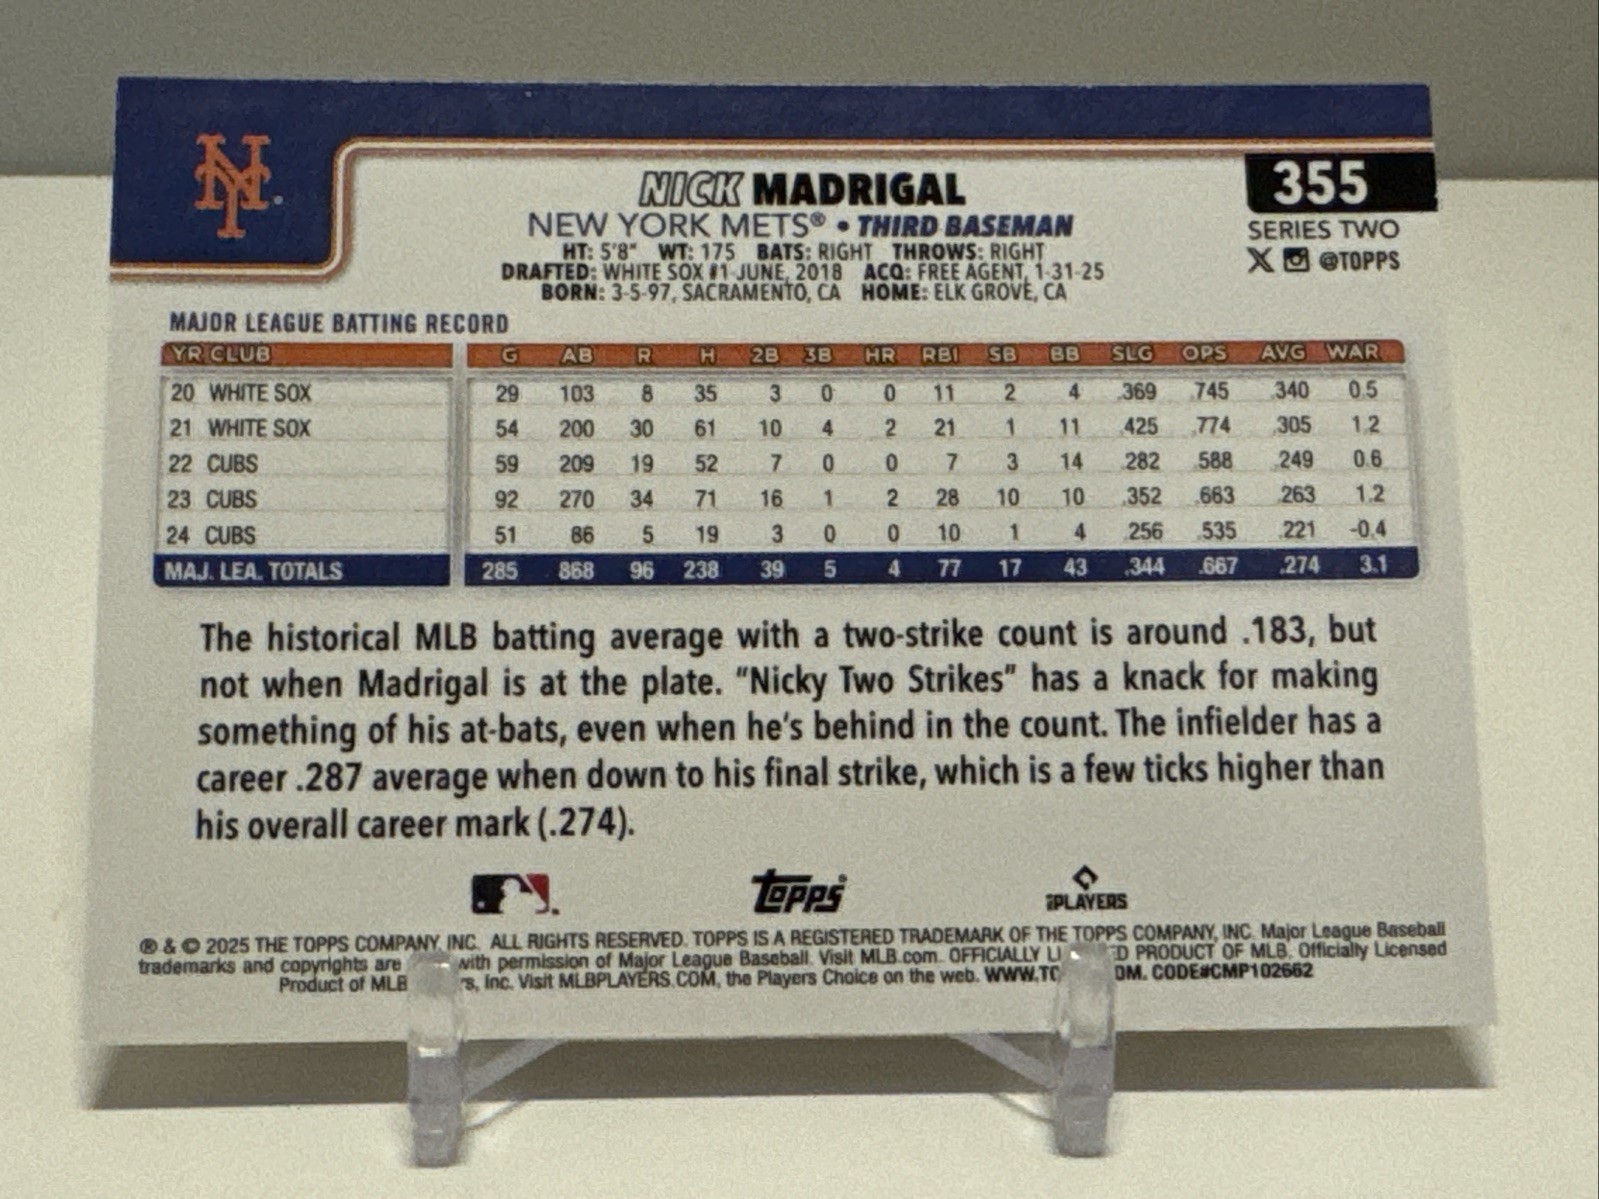 NY
NICK MADRIGAL
355
NEW YORK METS® • THIRD BASEMAN
SERIES TWO
HT: 5'8" WT: 175 BATS: RIGHT THROWS: RIGHT
X @TOPPS
DRAFTED: WHITE SOX #1-JUNE, 2018 ACQ: FREE AGENT, 1-31-25
BORN: 3-5-97, SACRAMENTO, CA HOME: ELK GROVE, CA
MAJOR LEAGUE BATTING RECORD
YR CLUB G AB R H 2B 3B HR RBI SB BB SLG OPS AVG WAR
20 WHITE SOX 29 103 8 35 3 0 0 11 2 4 .369 .745 .340 0.5
21 WHITE SOX 54 200 30 61 10 4 2 21 1 11 .425 .774 .305 1.2
22 CUBS 59 209 19 52 7 0 0 7 3 14 .282 .588 .249 0.6
23 CUBS 92 270 34 71 16 1 2 28 10 10 .352 .663 .263 1.2
24 CUBS 51 86 5 19 3 0 0 10 1 4 .256 .535 .221 -0.4
MAJ. LEA. TOTALS 285 868 96 238 39 5 4 77 17 43 .344 .667 .274 3.1
The historical MLB batting average with a two-strike count is around .183, but
not when Madrigal is at the plate. "Nicky Two Strikes" has a knack for making
something of his at-bats, even when he's behind in the count. The infielder has a
career .287 average when down to his final strike, which is a few ticks higher than
his overall career mark (.274).
Topps®
PLAYERS
® & © 2025 THE TOPPS COMPANY, INC. ALL RIGHTS RESERVED. TOPPS IS A REGISTERED TRADEMARK OF THE TOPPS COMPANY, INC. Major League Baseball
trademarks and copyrights are with permission of Major League Baseball. Visit MLB.com. OFFICIALLY PRODUCT OF MLB. Officially Licensed
Product of MLB Inc. Visit MLBPLAYERS.COM, the Players Choice on the web. CODE#CMP102662